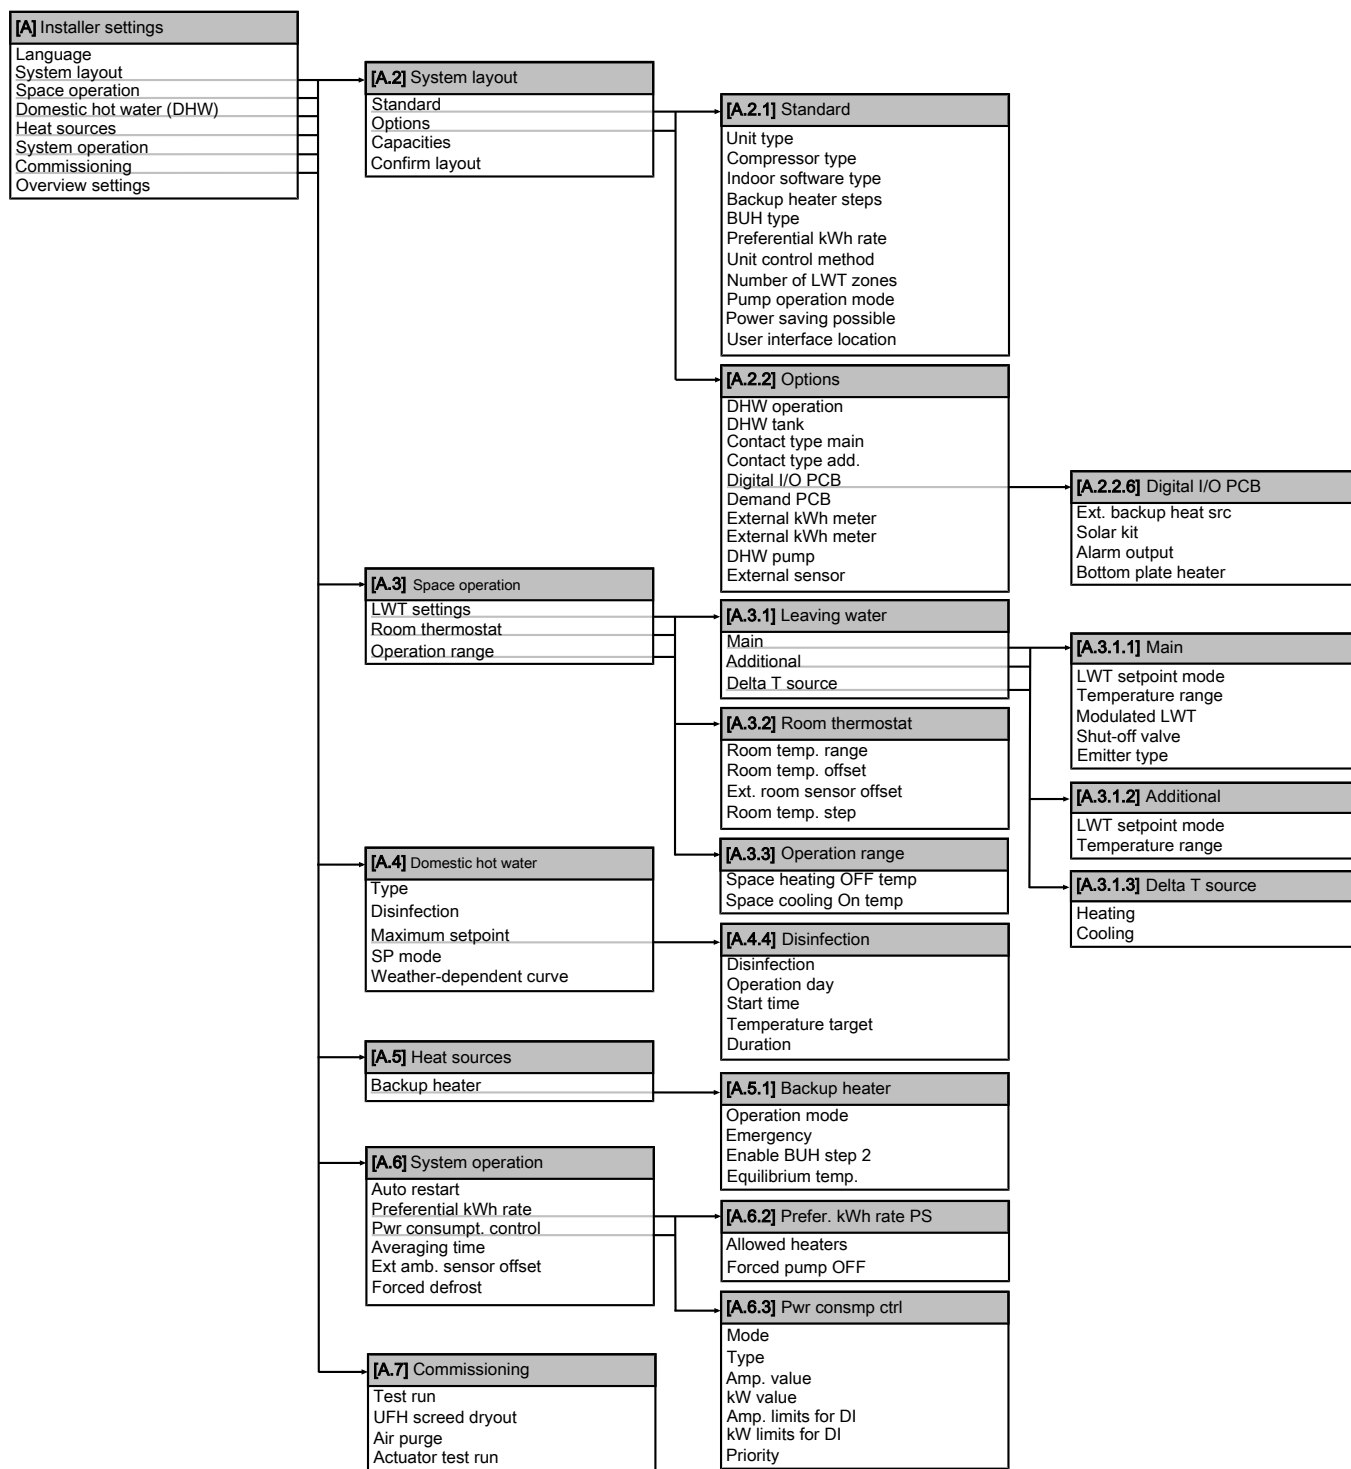 [A] Installer settings
Language
System layout
Space operation
Domestic hot water (DHW)
Heat sources
System operation
Commissioning
Overview settings
[A.2] System layout
Standard
Options
Capacities
Confirm layout
[A.2.1] Standard
Unit type
Compressor type
Indoor software type
Backup heater steps
BUH type
Preferential kWh rate
Unit control method
Number of LWT zones
Pump operation mode
Power saving possible
User interface location
[A.2.2] Options
DHW operation
DHW tank
Contact type main
Contact type add.
Digital I/O PCB
Demand PCB
External kWh meter
External kWh meter
DHW pump
External sensor
[A.2.2.6] Digital I/O PCB
Ext. backup heat src
Solar kit
Alarm output
Bottom plate heater
[A.3] Space operation
LWT settings
Room thermostat
Operation range
[A.3.1] Leaving water
Main
Additional
Delta T source
[A.3.1.1] Main
LWT setpoint mode
Temperature range
Modulated LWT
Shut-off valve
Emitter type
[A.3.1.2] Additional
LWT setpoint mode
Temperature range
[A.3.1.3] Delta T source
Heating
Cooling
[A.3.2] Room thermostat
Room temp. range
Room temp. offset
Ext. room sensor offset
Room temp. step
[A.3.3] Operation range
Space heating OFF temp
Space cooling On temp
[A.4] Domestic hot water
Type
Disinfection
Maximum setpoint
SP mode
Weather-dependent curve
[A.4.4] Disinfection
Disinfection
Operation day
Start time
Temperature target
Duration
[A.5] Heat sources
Backup heater
[A.5.1] Backup heater
Operation mode
Emergency
Enable BUH step 2
Equilibrium temp.
[A.6] System operation
Auto restart
Preferential kWh rate
Pwr consumpt. control
Averaging time
Ext amb. sensor offset
Forced defrost
[A.6.2] Prefer. kWh rate PS
Allowed heaters
Forced pump OFF
[A.6.3] Pwr consmp ctrl
Mode
Type
Amp. value
kW value
Amp. limits for DI
kW limits for DI
Priority
[A.7] Commissioning
Test run
UFH screed dryout
Air purge
Actuator test run